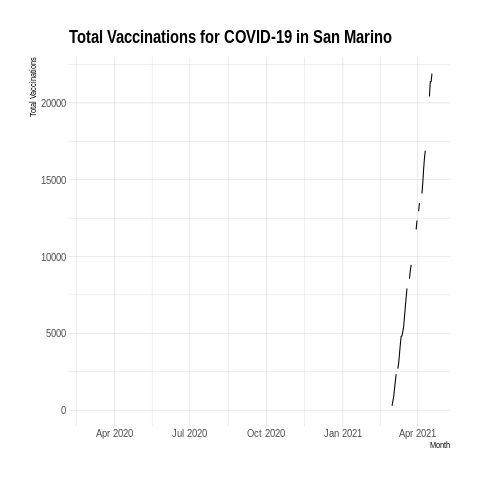 Total Vaccinations for COVID-19 in San Marino
Total Vaccinations
20000
15000
10000
5000
0
Apr 2020 Jul 2020 Oct 2020 Jan 2021 Apr 2021
Month